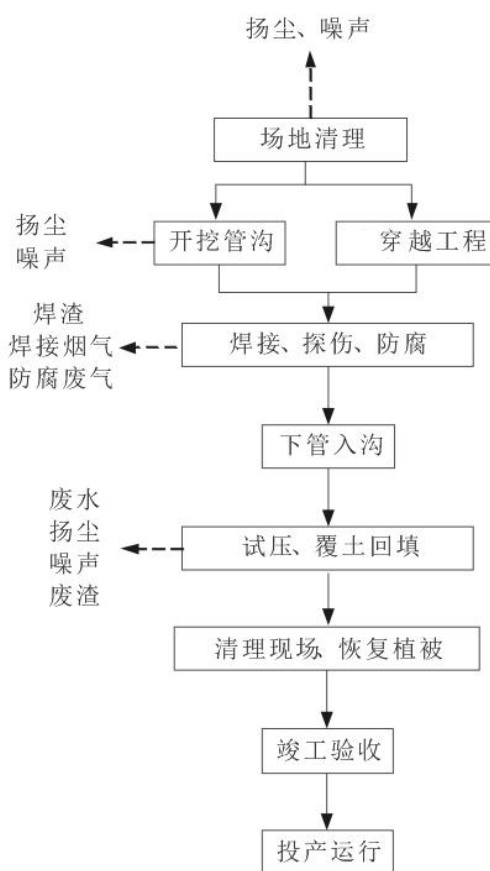 扬尘、噪声
场地清理
扬尘
噪声
开挖管沟
穿越工程
焊渣
焊接烟气
防腐废气
焊接、探伤、防腐
下管入沟
废水
扬尘
噪声
废渣
试压、覆土回填
清理现场、恢复植被
竣工验收
投产运行